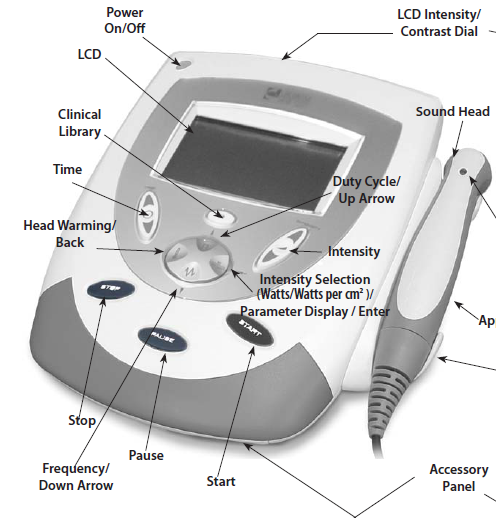 Power
On/Off
LCD Intensity/
Contrast Dial
LCD
Sound Head
Clinical
Library
Time
Duty Cycle/
Up Arrow
Head Warming/
Back
Intensity
Intensity Selection
(Watts/Watts per cm²)/
Parameter Display / Enter
STOP
PAUSE
START
Ap
Stop
Pause
Frequency/
Down Arrow
Start
Accessory
Panel